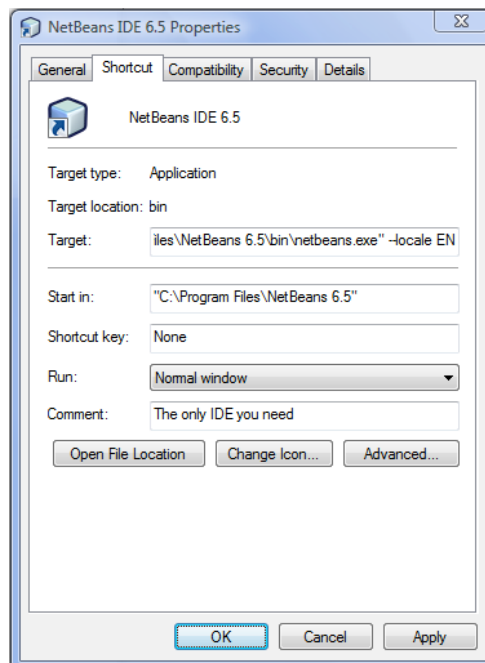 NetBeans IDE 6.5 Properties
General Shortcut Compatibility Security Details
NetBeans IDE 6.5
Target type: Application
Target location: bin
Target: iles\NetBeans 6.5\bin\netbeans.exe" --locale EN
Start in: "C:\Program Files\NetBeans 6.5"
Shortcut key: None
Run: Normal window
Comment: The only IDE you need
Open File Location Change Icon... Advanced...
OK Cancel Apply